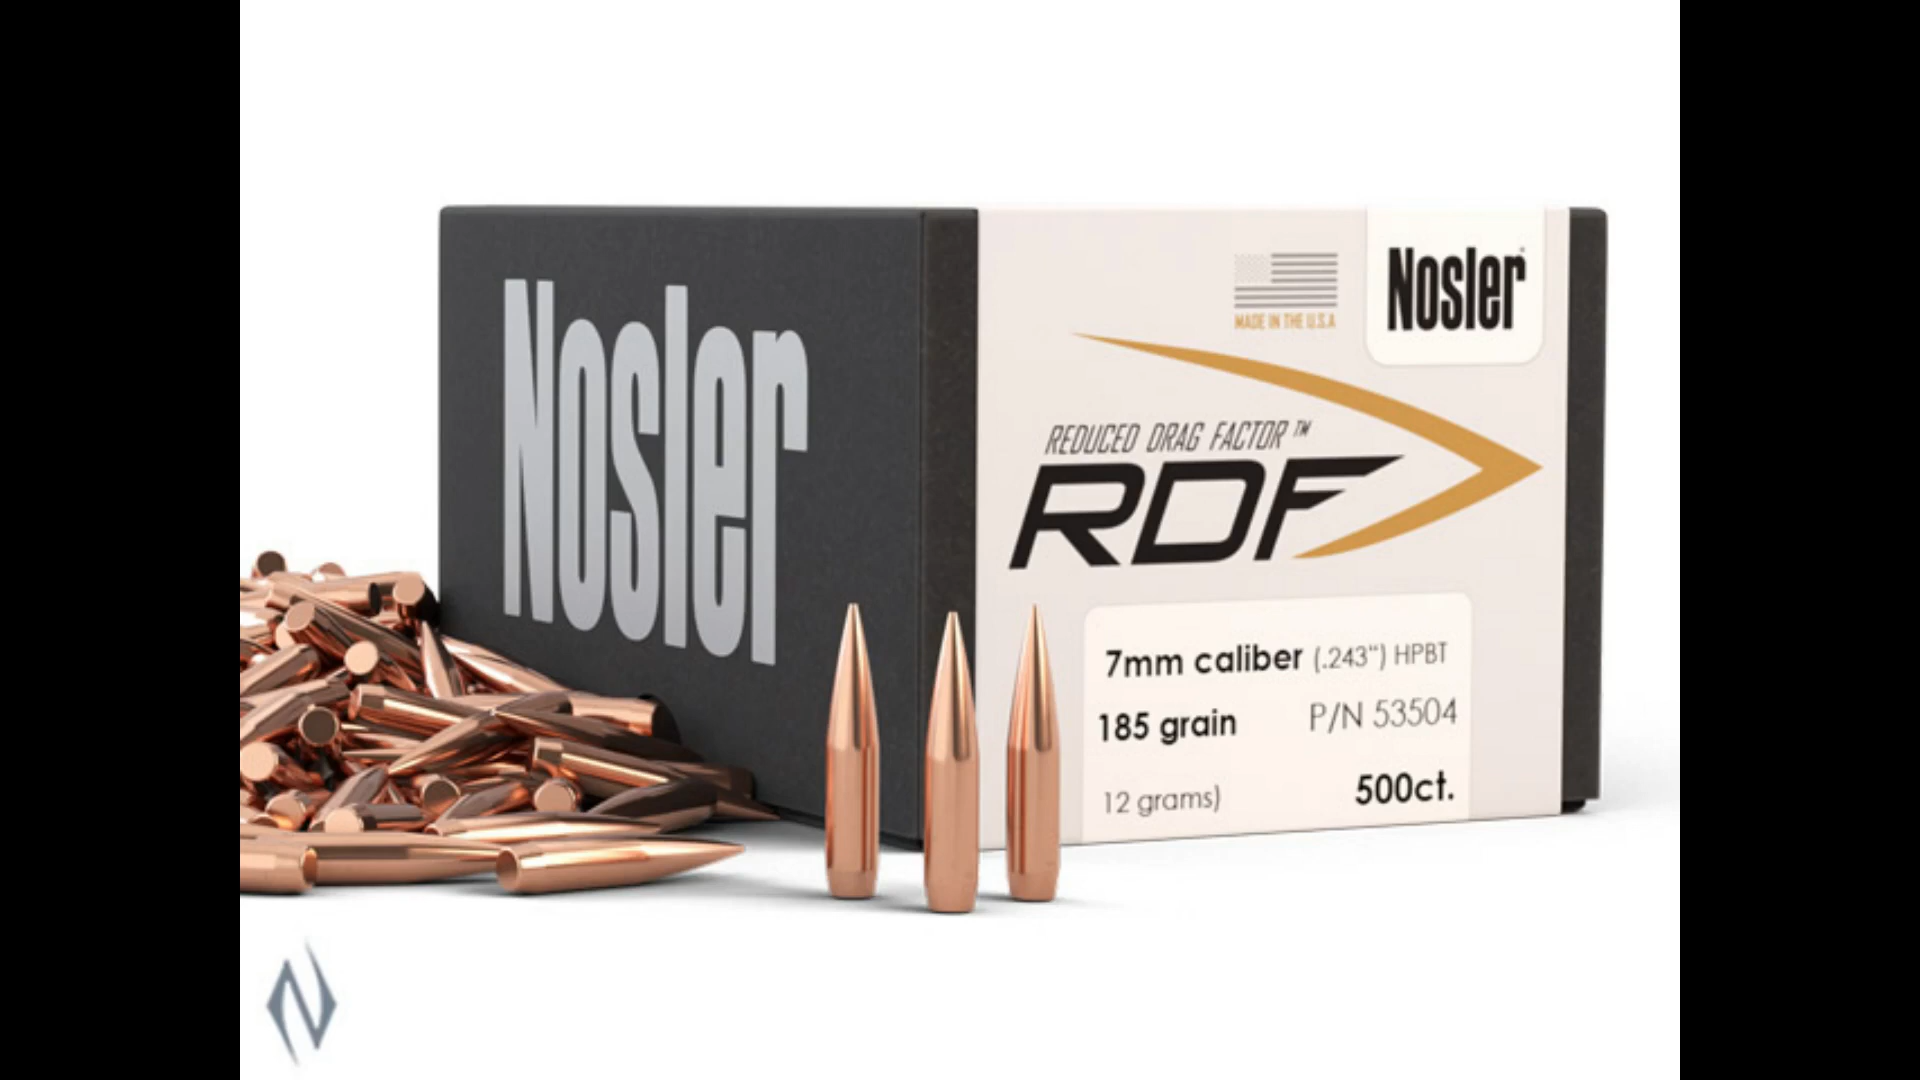 Nosler
MADE IN THE U.S.A
Nosler
REDUCED DRAG FACTOR™
RDF
7mm caliber (.243") HPBT
185 grain P/N 53504
12 grams) 500ct.